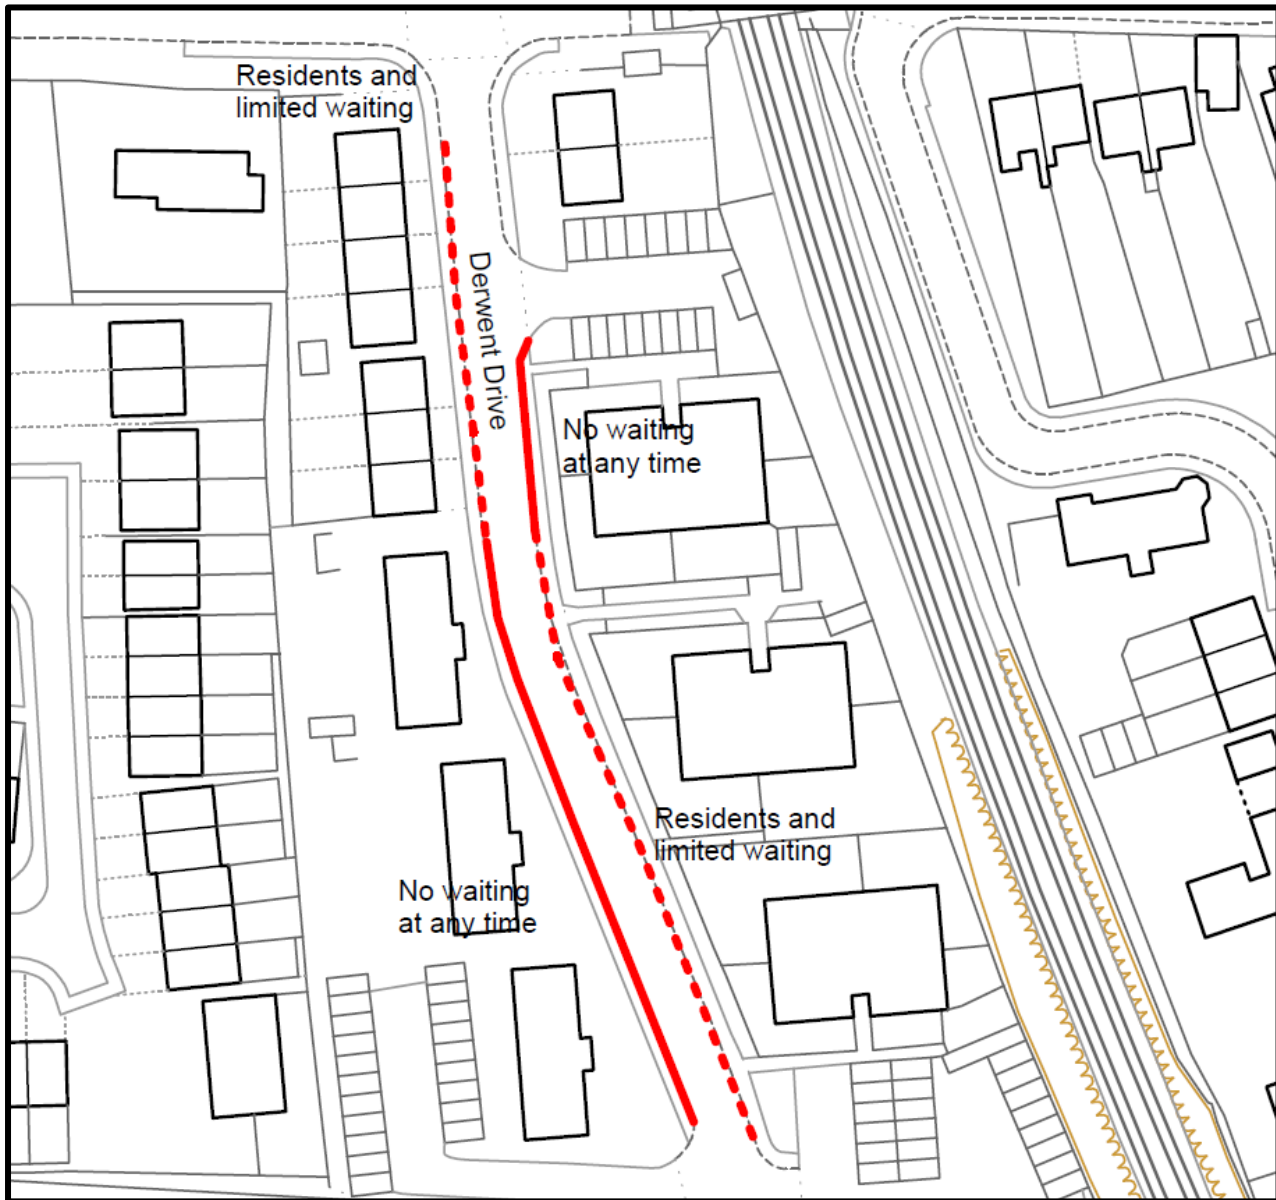 Residents and
limited waiting
Derwent Drive
No waiting
at any time
Residents and
limited waiting
No waiting
at any time